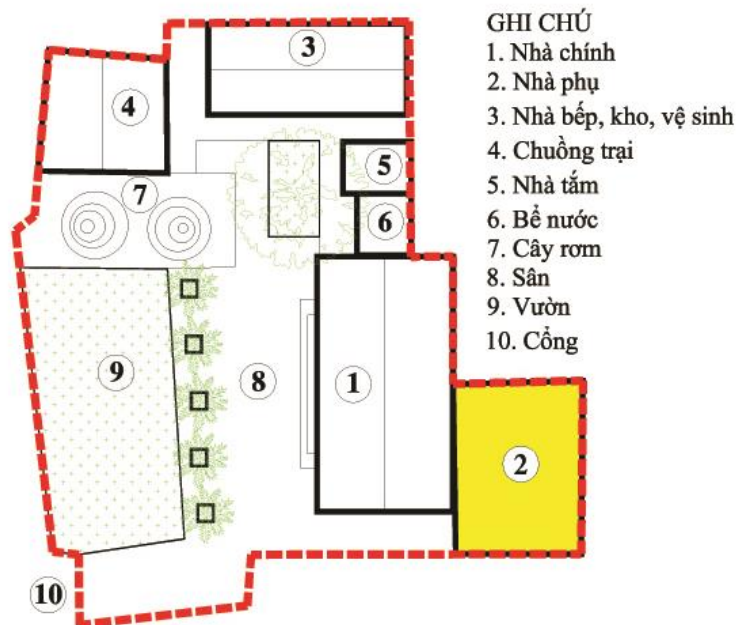 GHI CHÚ
1. Nhà chính
2. Nhà phụ
3. Nhà bếp, kho, vệ sinh
4. Chuồng trại
5. Nhà tắm
6. Bể nước
7. Cây rơm
8. Sân
9. Vườn
10. Cổng
3
4
5
7
6
9
8
1
2
10